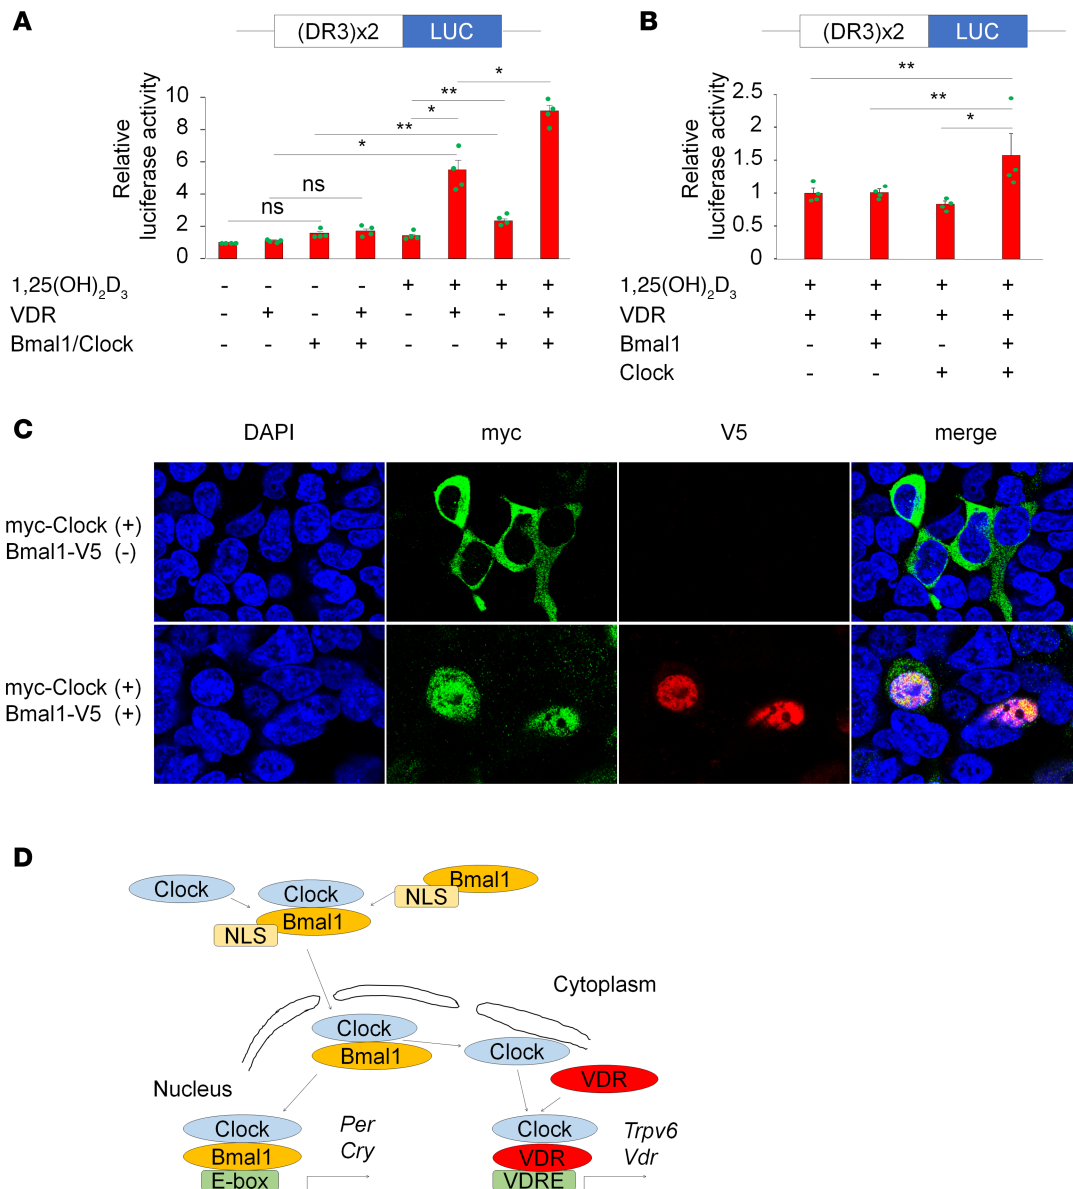 A
(DR3)x2 LUC
Relative
luciferase activity
10
8
6
4
2
0
ns
ns
*
**
*
**
*
1,25(OH)2D3 - - - - + + + +
VDR - + - + - + - +
Bmal1/Clock - - + + - - + +
B
(DR3)x2 LUC
Relative
luciferase activity
2.5
2
1.5
1
0.5
0
**
**
*
1,25(OH)2D3 + + + +
VDR + + + +
Bmal1 - + - +
Clock - - + +
C
DAPI myc V5 merge
myc-Clock (+)
Bmal1-V5 (-)
myc-Clock (+)
Bmal1-V5 (+)
D
Clock
Clock
Bmal1
NLS
Bmal1
NLS
Cytoplasm
Clock
Bmal1
Clock
VDR
Nucleus
Clock
Bmal1
E-box
Per
Cry
Clock
VDR
VDRE
Trpv6
Vdr